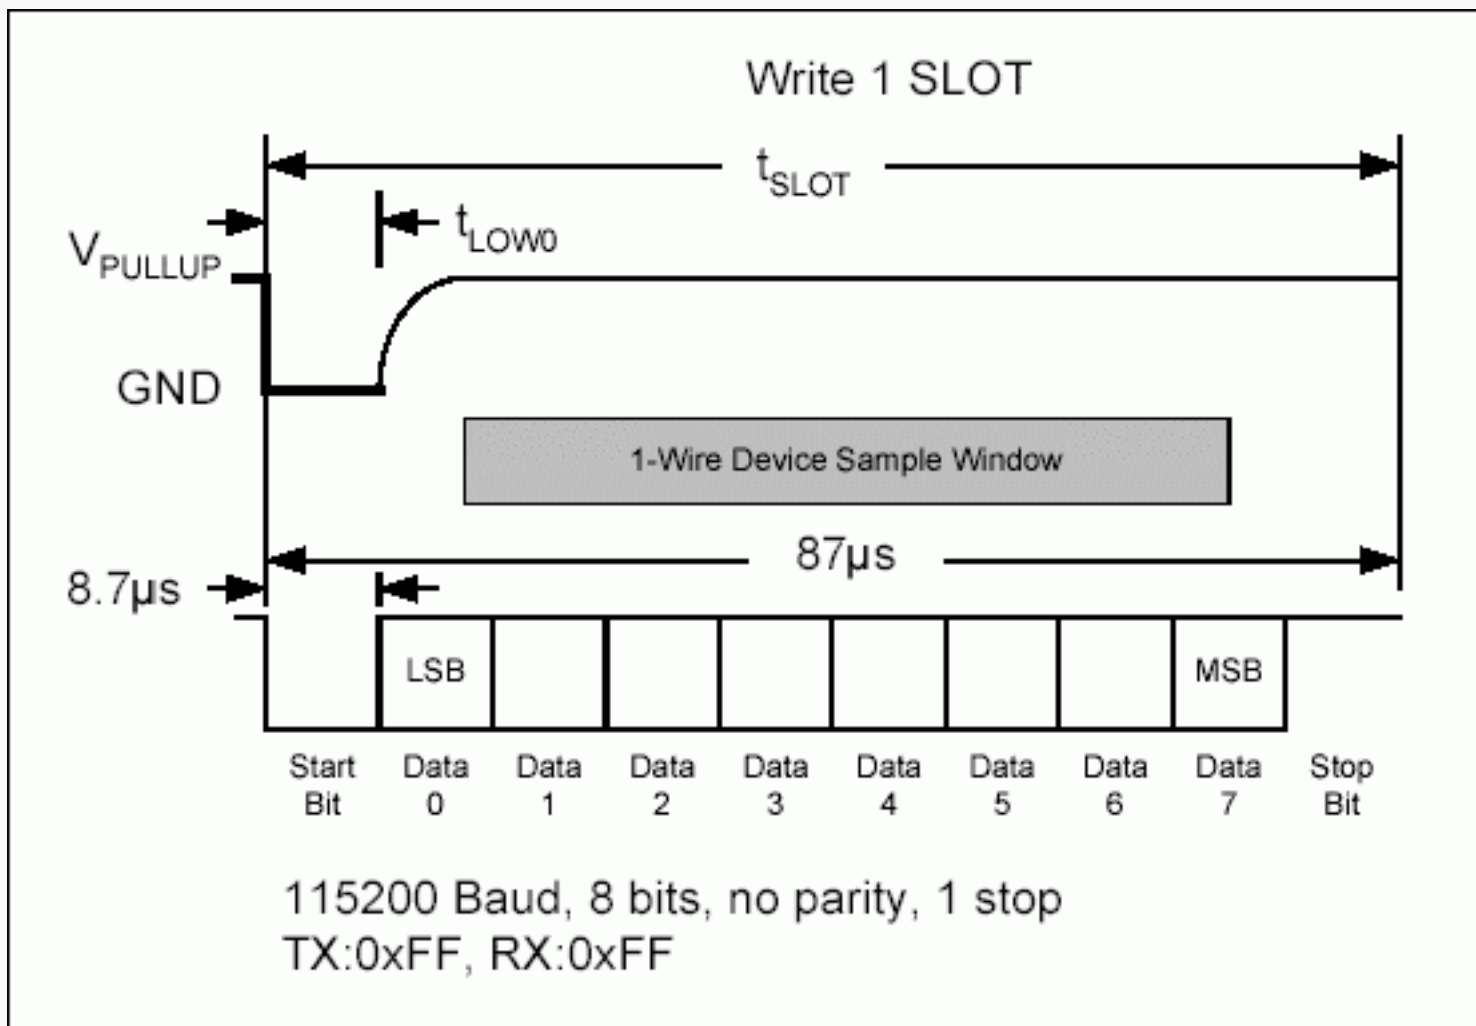 Write 1 SLOT
tSLOT
tLOW0
VPULLUP
GND
1-Wire Device Sample Window
87µs
8.7µs
LSB MSB
Start Bit
Data 0
Data 1
Data 2
Data 3
Data 4
Data 5
Data 6
Data 7
Stop Bit
115200 Baud, 8 bits, no parity, 1 stop
TX:0xFF, RX:0xFF